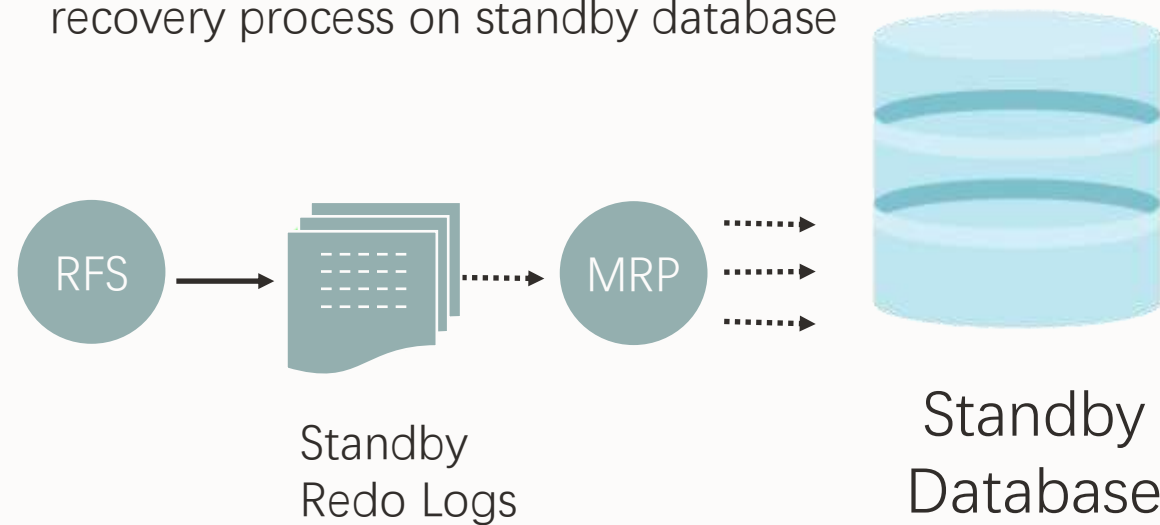 recovery process on standby database
RFS
MRP
Standby
Redo Logs
Standby
Database